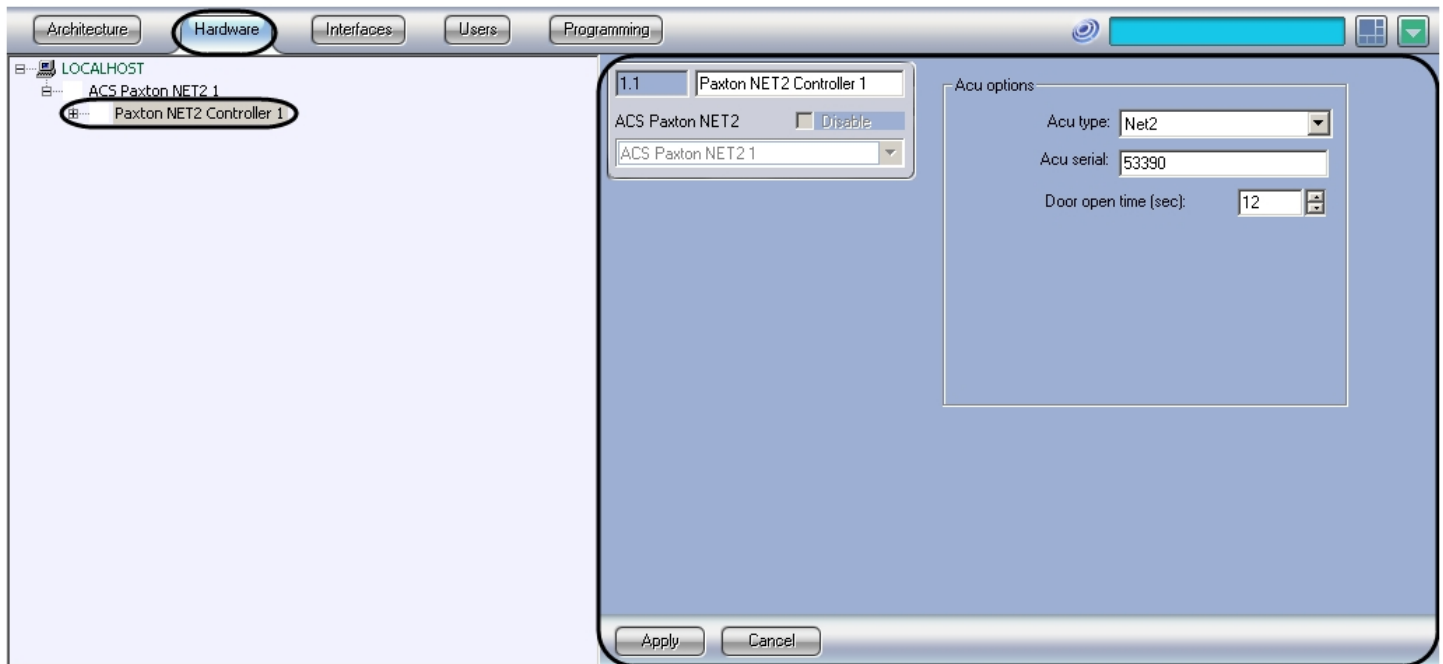 Architecture Hardware Interfaces Users Programming
LOCALHOST
ACS Paxton NET2 1
Paxton NET2 Controller 1
1.1 Paxton NET2 Controller 1
ACS Paxton NET2 Disable
ACS Paxton NET2 1
Acu options
Acu type: Net2
Acu serial: 53390
Door open time (sec): 12
Apply Cancel